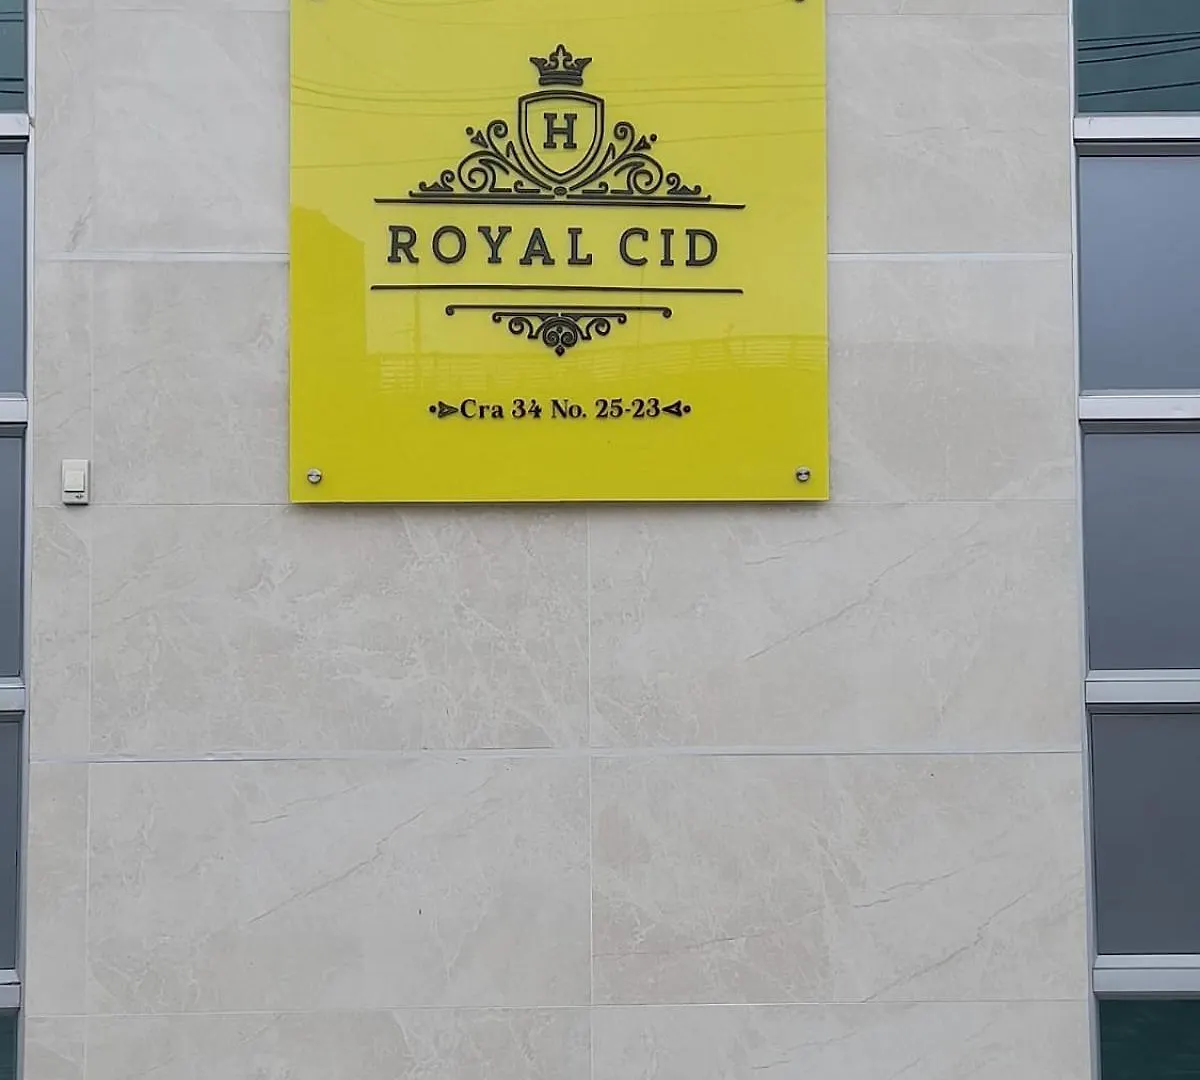 H
ROYAL CID
Cra 34 No. 25-23